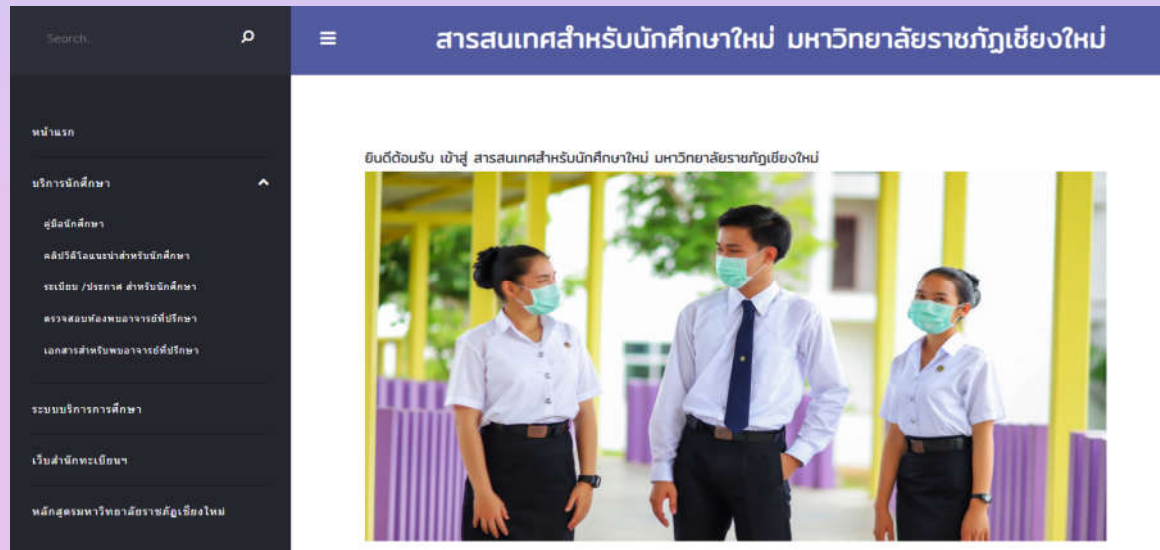 Search.
สารสนเทศสำหรับนักศึกษาใหม่ มหาวิทยาลัยราชภัฏเชียงใหม่
หน้าแรก
บริการนักศึกษา
คู่มือนักศึกษา
คลิปวีดีโอแนะนำสำหรับนักศึกษา
ระเบียบ /ประกาศ สำหรับนักศึกษา
ตรวจสอบห้องพบอาจารย์ที่ปรึกษา
เอกสารสำหรับพบอาจารย์ที่ปรึกษา
ระบบบริการการศึกษา
เว็บสำนักทะเบียนฯ
หลักสูตรมหาวิทยาลัยราชภัฏเชียงใหม่
ยินดีต้อนรับ เข้าสู่ สารสนเทศสำหรับนักศึกษาใหม่ มหาวิทยาลัยราชภัฏเชียงใหม่